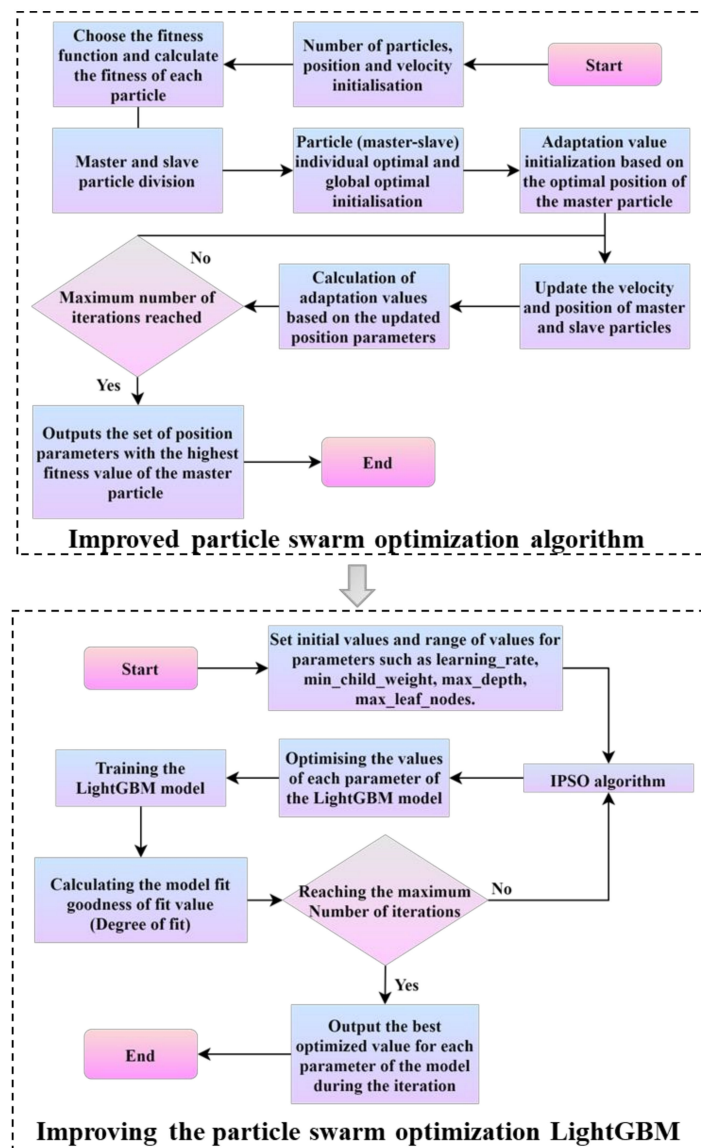 Start
Number of particles,
position and velocity
initialisation
Choose the fitness
function and calculate
the fitness of each
particle
Master and slave
particle division
Particle (master-slave)
individual optimal and
global optimal
initialisation
Adaptation value
initialization based on
the optimal position of
the master particle
Update the velocity
and position of master
and slave particles
Calculation of
adaptation values
based on the updated
position parameters
No
Maximum number of
iterations reached
Yes
Outputs the set of position
parameters with the highest
fitness value of the master
particle
End
Improved particle swarm optimization algorithm
Start
Set initial values and range of values for
parameters such as learning_rate,
min_child_weight, max_depth,
max_leaf_nodes.
IPSO algorithm
Optimising the values
of each parameter of
the LightGBM model
Training the
LightGBM model
Calculating the model fit
goodness of fit value
(Degree of fit)
Reaching the maximum
Number of iterations
No
Yes
Output the best
optimized value for each
parameter of the model
during the iteration
End
Improving the particle swarm optimization LightGBM